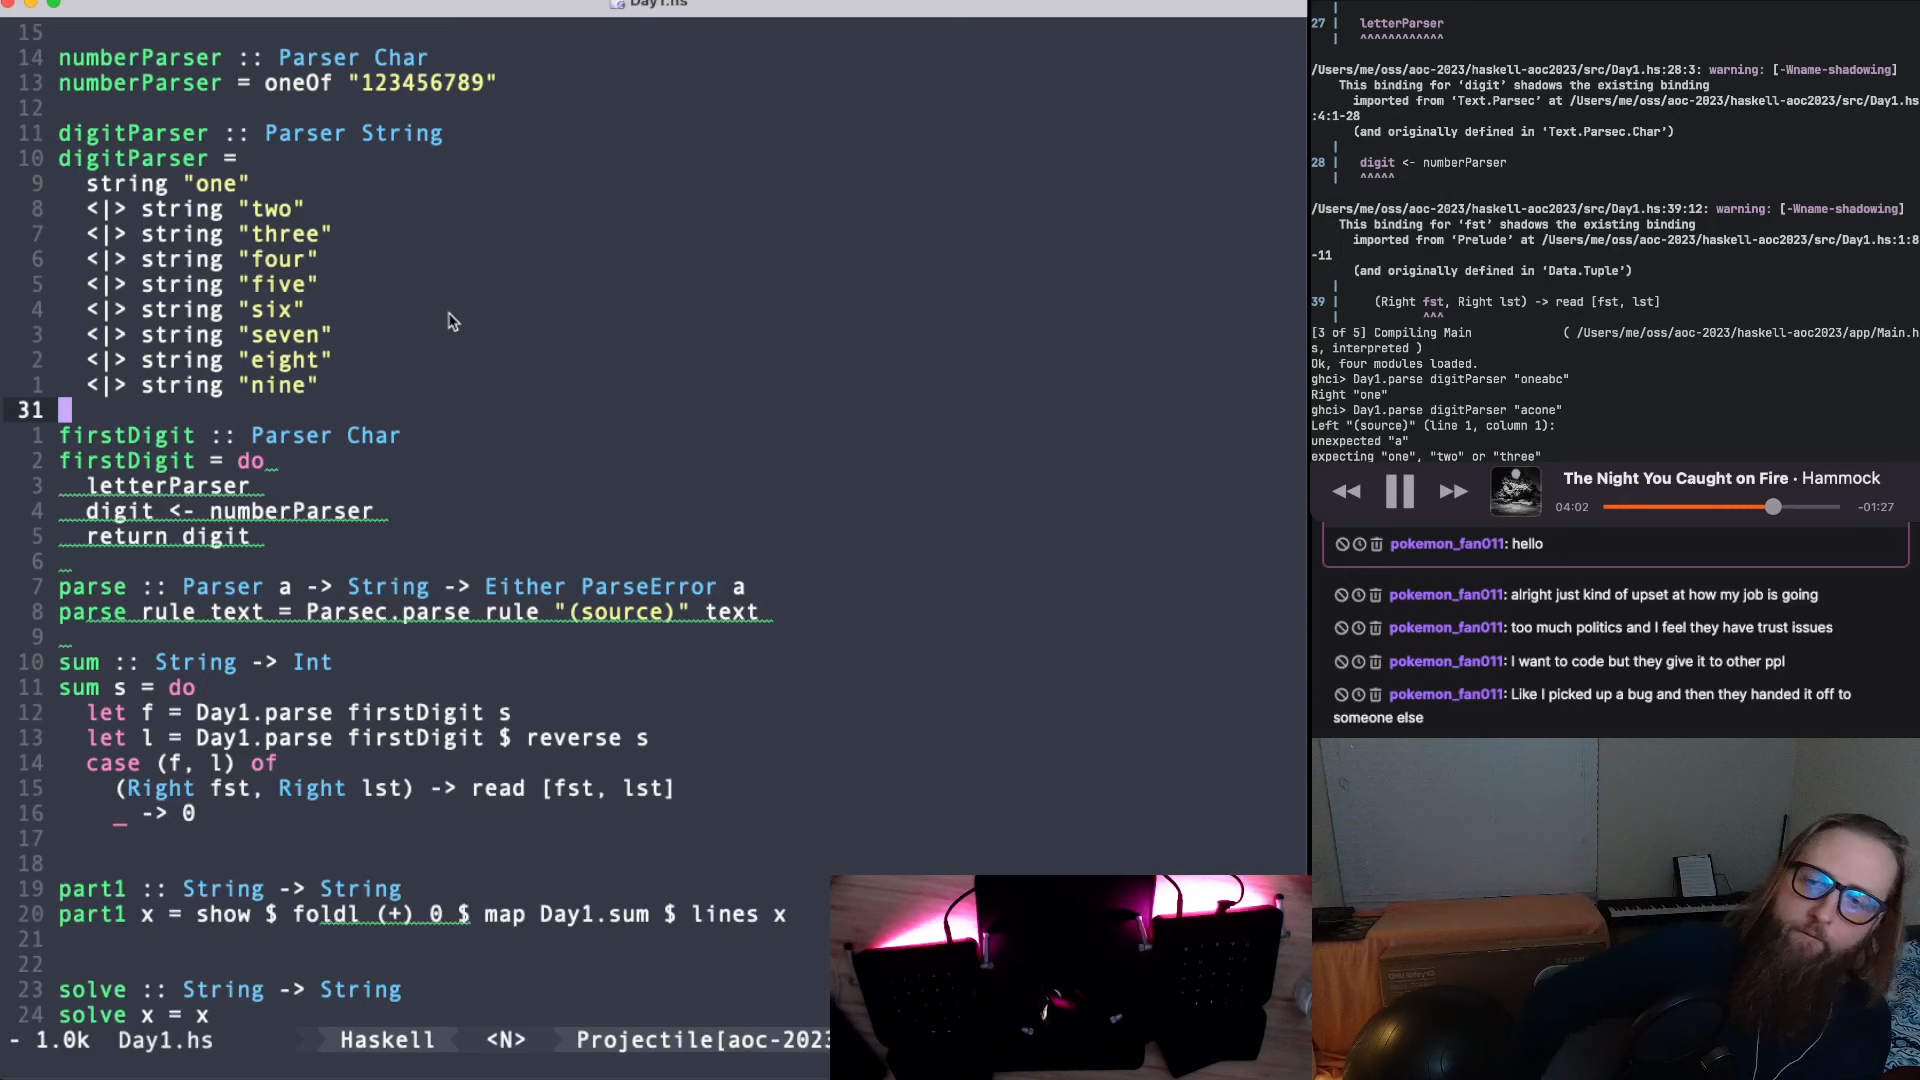 Day1.hs
15
14 numberParser :: Parser Char
13 numberParser = oneOf "123456789"
12
11 digitParser :: Parser String
10 digitParser =
9 string "one"
8 <|> string "two"
7 <|> string "three"
6 <|> string "four"
5 <|> string "five"
4 <|> string "six"
3 <|> string "seven"
2 <|> string "eight"
1 <|> string "nine"
31
1 firstDigit :: Parser Char
2 firstDigit = do
3 letterParser
4 digit <- numberParser
5 return digit
6
7 parse :: Parser a -> String -> Either ParseError a
8 parse rule text = Parsec.parse rule "(source)" text
9
10 sum :: String -> Int
11 sum s = do
12 let f = Day1.parse firstDigit s
13 let l = Day1.parse firstDigit $ reverse s
14 case (f, l) of
15 (Right fst, Right lst) -> read [fst, lst]
16 _ -> 0
17
18
19 part1 :: String -> String
20 part1 x = show $ foldl (+) 0 $ map Day1.sum $ lines x
21
22
23 solve :: String -> String
24 solve x = x
- 1.0k Day1.hs Haskell <N> Projectile[aoc-2023
|
27 | letterParser
| ^^^^^^^^^^^^
/Users/me/oss/aoc-2023/haskell-aoc2023/src/Day1.hs:28:3: warning: [-Wname-shadowing]
This binding for ‘digit’ shadows the existing binding
imported from ‘Text.Parsec’ at /Users/me/oss/aoc-2023/haskell-aoc2023/src/Day1.hs
:4:1-28
(and originally defined in ‘Text.Parsec.Char’)
|
28 | digit <- numberParser
| ^^^^^
/Users/me/oss/aoc-2023/haskell-aoc2023/src/Day1.hs:39:12: warning: [-Wname-shadowing]
This binding for ‘fst’ shadows the existing binding
imported from ‘Prelude’ at /Users/me/oss/aoc-2023/haskell-aoc2023/src/Day1.hs:1:8
-11
(and originally defined in ‘Data.Tuple’)
|
39 | (Right fst, Right lst) -> read [fst, lst]
| ^^^
[3 of 5] Compiling Main ( /Users/me/oss/aoc-2023/haskell-aoc2023/app/Main.h
s, interpreted )
Ok, four modules loaded.
ghci> Day1.parse digitParser "oneabc"
Right "one"
ghci> Day1.parse digitParser "acone"
Left "(source)" (line 1, column 1):
unexpected "a"
expecting "one", "two" or "three"
The Night You Caught on Fire · Hammock
04:02 -01:27
pokemon_fan011: hello
pokemon_fan011: alright just kind of upset at how my job is going
pokemon_fan011: too much politics and I feel they have trust issues
pokemon_fan011: I want to code but they give it to other ppl
pokemon_fan011: Like I picked up a bug and then they handed it off to
someone else